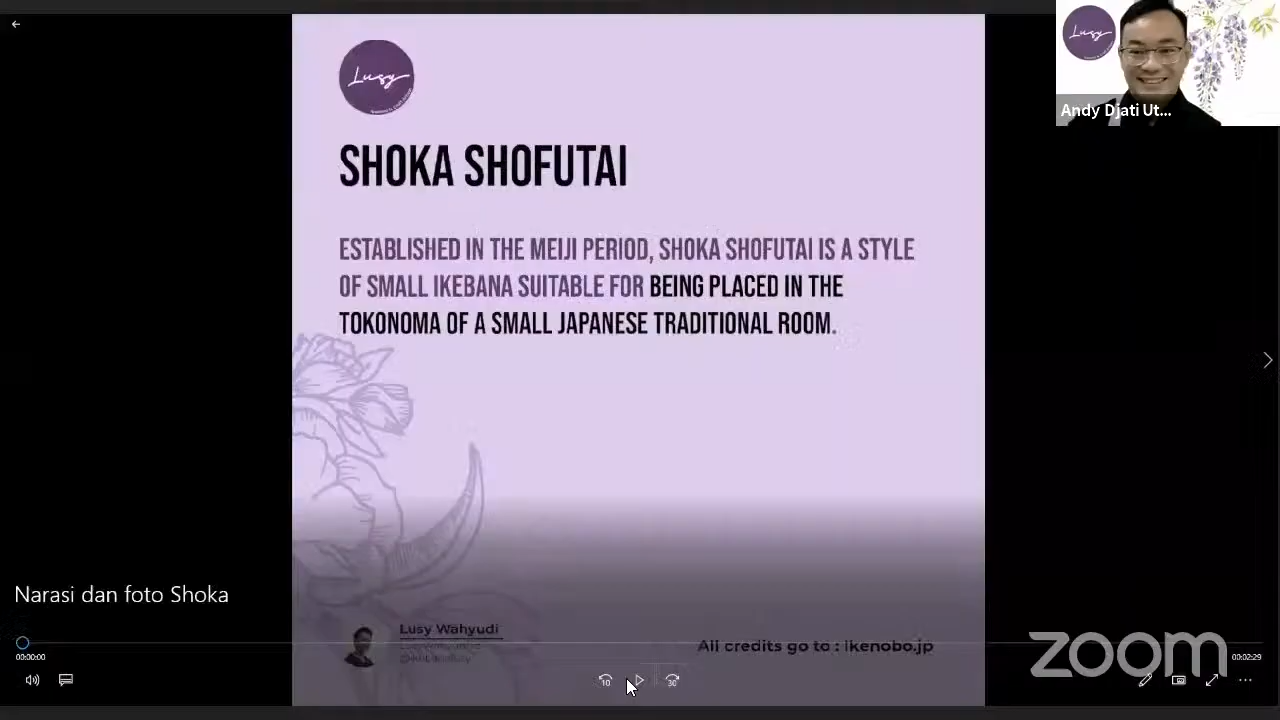 Lusy
Lusy
Andy Djati Ut...
SHOKA SHOFUTAI
ESTABLISHED IN THE MEIJI PERIOD, SHOKA SHOFUTAI IS A STYLE
OF SMALL IKEBANA SUITABLE FOR BEING PLACED IN THE
TOKONOMA OF A SMALL JAPANESE TRADITIONAL ROOM.
Narasi dan foto Shoka
Lusy Wahyudi
All credits go to : ikenobo.jp
zoom
00:00:00
00:02:29
10
30